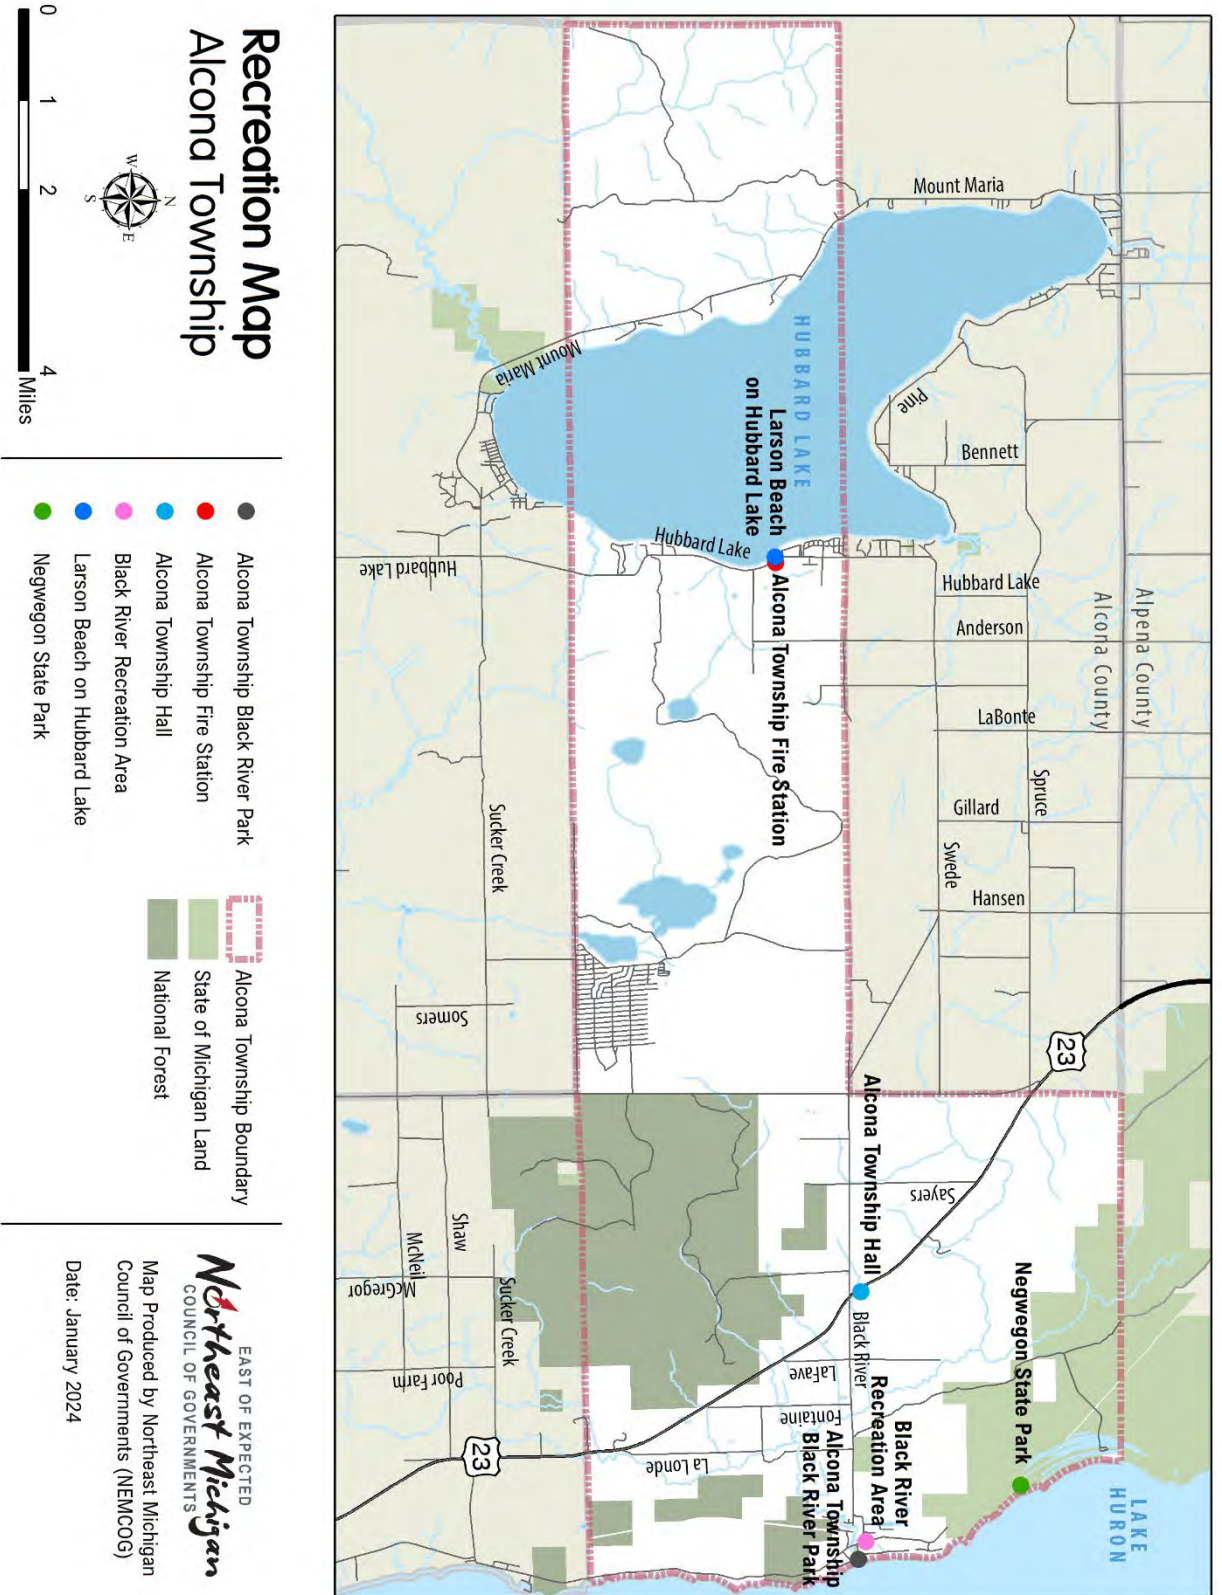 Recreation Map
Alcona Township
N
W
E
S
0 1 2 4
Miles
Alcona Township Black River Park
Alcona Township Fire Station
Alcona Township Hall
Black River Recreation Area
Larson Beach on Hubbard Lake
Negwegon State Park
Alcona Township Boundary
State of Michigan Land
National Forest
EAST OF EXPECTED
Northeast Michigan
COUNCIL OF GOVERNMENTS
Map Produced by Northeast Michigan
Council of Governments (NEMCOG)
Date: January 2024
Alpena County
Alcona County
Mount Maria
Pine
Bennett
Hubbard Lake
Anderson
LaBonte
Spruce
Gillard
Swede
Hansen
23
HUBBARD LAKE
Larson Beach
on Hubbard Lake
Hubbard Lake
Alcona Township Fire Station
Mount Maria
Hubbard Lake
Sucker Creek
Somers
Alcona Township Hall
Sayers
Black River
LaFave
Fontaine
La Londe
Negwegon State Park
Black River
Recreation Area
Alcona Township
Black River Park
LAKE
HURON
Shaw
McNeil
McGregor
Sucker Creek
Poor Farm
23